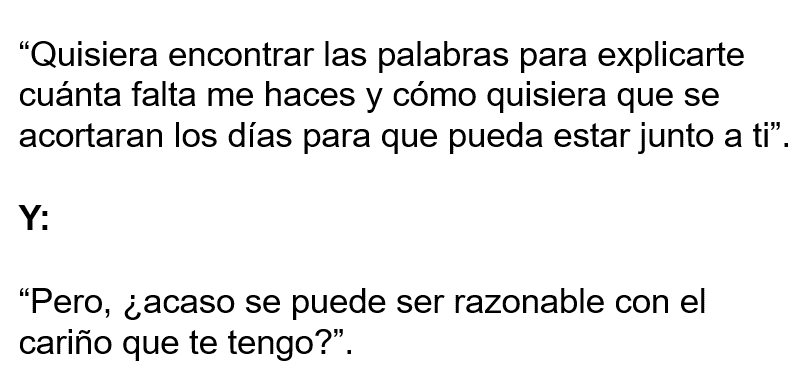 “Quisiera encontrar las palabras para explicarte
cuánta falta me haces y cómo quisiera que se
acortaran los días para que pueda estar junto a ti”.
Y:
“Pero, ¿acaso se puede ser razonable con el
cariño que te tengo?”.